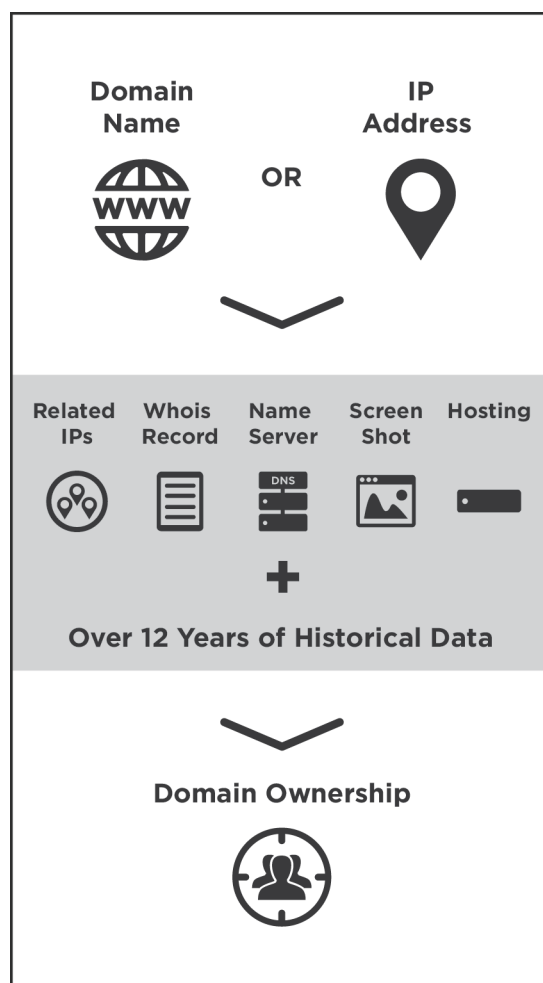 Domain
Name
OR
IP
Address
WWW
Related
IPs
Whois
Record
Name
Server
Screen
Shot
Hosting
DNS
+
Over 12 Years of Historical Data
Domain Ownership